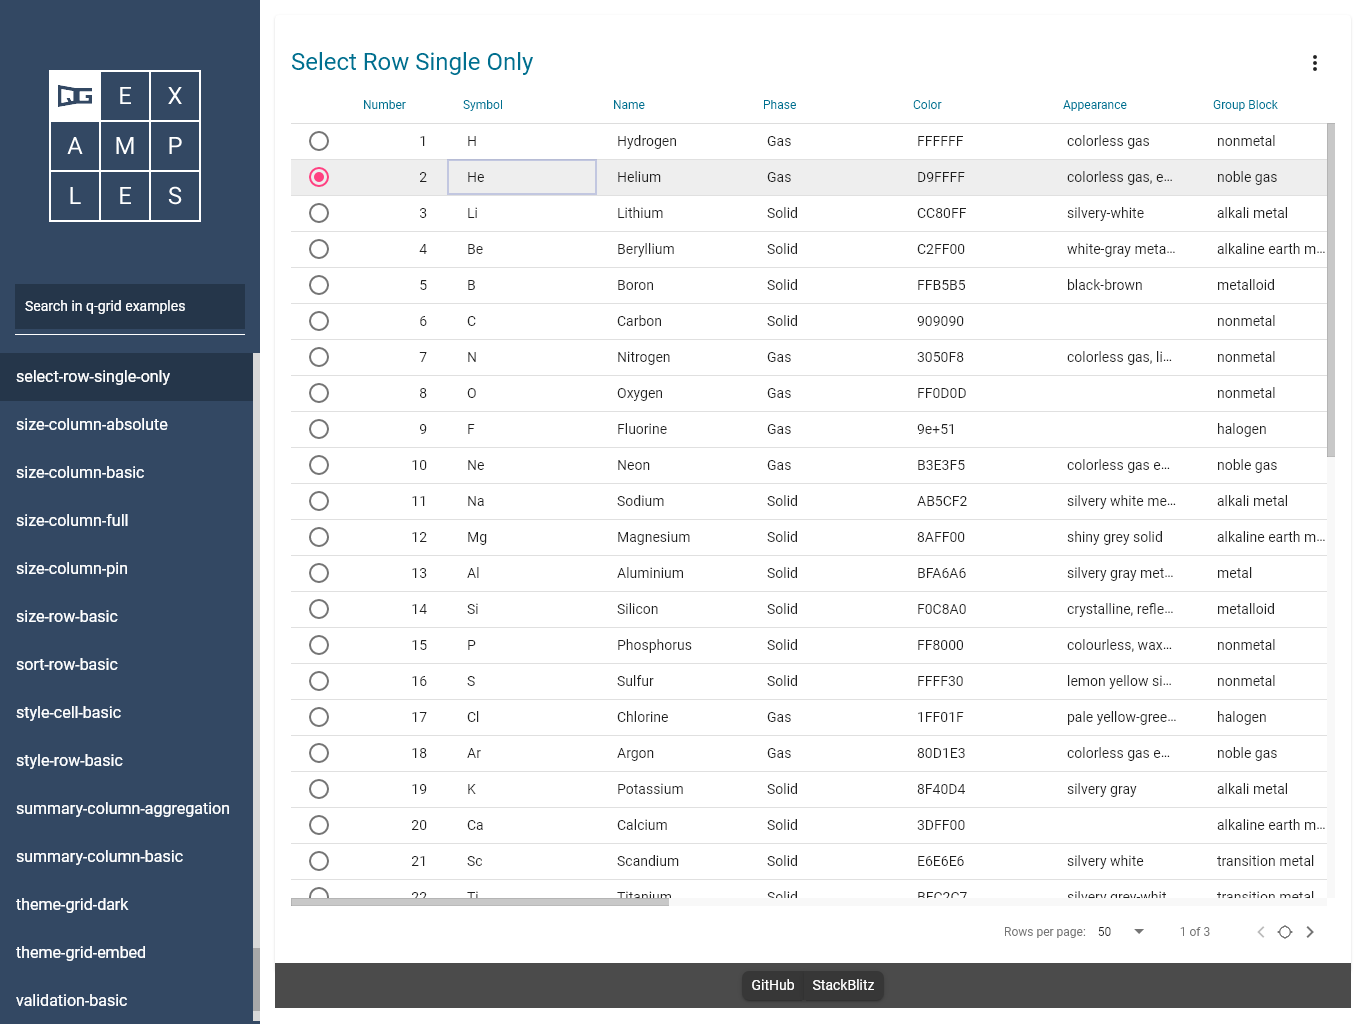 QG E X
A M P
L E S
Search in q-grid examples
select-row-single-only
size-column-absolute
size-column-basic
size-column-full
size-column-pin
size-row-basic
sort-row-basic
style-cell-basic
style-row-basic
summary-column-aggregation
summary-column-basic
theme-grid-dark
theme-grid-embed
validation-basic
Select Row Single Only
Number Symbol Name Phase Color Appearance Group Block
1 H Hydrogen Gas FFFFFF colorless gas nonmetal
2 He Helium Gas D9FFFF colorless gas, e... noble gas
3 Li Lithium Solid CC80FF silvery-white alkali metal
4 Be Beryllium Solid C2FF00 white-gray meta... alkaline earth m...
5 B Boron Solid FFB5B5 black-brown metalloid
6 C Carbon Solid 909090 nonmetal
7 N Nitrogen Gas 3050F8 colorless gas, li... nonmetal
8 O Oxygen Gas FF0D0D nonmetal
9 F Fluorine Gas 9e+51 halogen
10 Ne Neon Gas B3E3F5 colorless gas e... noble gas
11 Na Sodium Solid AB5CF2 silvery white me... alkali metal
12 Mg Magnesium Solid 8AFF00 shiny grey solid alkaline earth m...
13 Al Aluminium Solid BFA6A6 silvery gray met... metal
14 Si Silicon Solid F0C8A0 crystalline, refle... metalloid
15 P Phosphorus Solid FF8000 colourless, wax... nonmetal
16 S Sulfur Solid FFFF30 lemon yellow si... nonmetal
17 Cl Chlorine Gas 1FF01F pale yellow-gree... halogen
18 Ar Argon Gas 80D1E3 colorless gas e... noble gas
19 K Potassium Solid 8F40D4 silvery gray alkali metal
20 Ca Calcium Solid 3DFF00 alkaline earth m...
21 Sc Scandium Solid E6E6E6 silvery white transition metal
22 Ti Titanium Solid BFC2C7 silvery grey-whit... transition metal
Rows per page: 50 1 of 3
GitHub StackBlitz